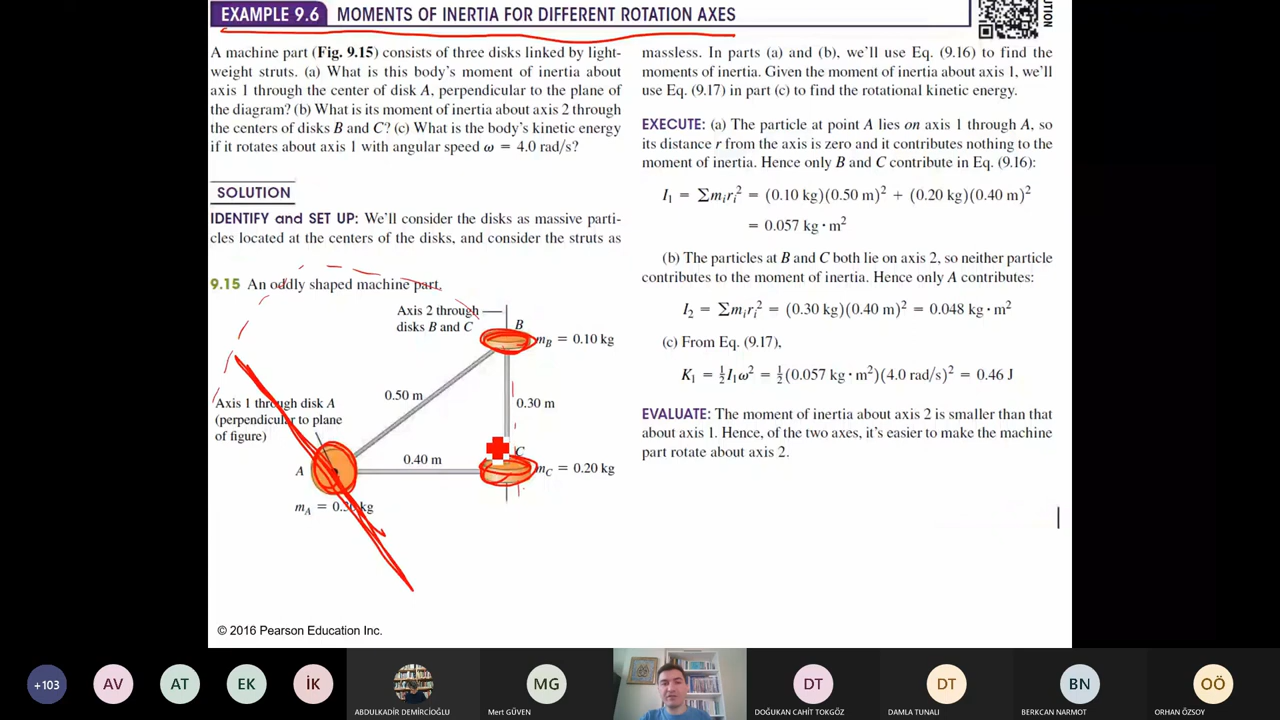 EXAMPLE 9.6 MOMENTS OF INERTIA FOR DIFFERENT ROTATION AXES
A machine part (Fig. 9.15) consists of three disks linked by light-
weight struts. (a) What is this body's moment of inertia about
axis 1 through the center of disk A, perpendicular to the plane of
the diagram? (b) What is its moment of inertia about axis 2 through
the centers of disks B and C? (c) What is the body's kinetic energy
if it rotates about axis 1 with angular speed ω = 4.0 rad/s?
SOLUTION
IDENTIFY and SET UP: We'll consider the disks as massive parti-
cles located at the centers of the disks, and consider the struts as
9.15 An oddly shaped machine part.
Axis 2 through
disks B and C
B
m_B = 0.10 kg
0.50 m
Axis 1 through disk A
(perpendicular to plane
of figure)
0.30 m
A
0.40 m
C
m_C = 0.20 kg
m_A = kg
© 2016 Pearson Education Inc.
massless. In parts (a) and (b), we'll use Eq. (9.16) to find the
moments of inertia. Given the moment of inertia about axis 1, we'll
use Eq. (9.17) in part (c) to find the rotational kinetic energy.
EXECUTE: (a) The particle at point A lies on axis 1 through A, so
its distance r from the axis is zero and it contributes nothing to the
moment of inertia. Hence only B and C contribute in Eq. (9.16):
I₁ = Σmᵢrᵢ² = (0.10 kg)(0.50 m)² + (0.20 kg)(0.40 m)²
= 0.057 kg · m²
(b) The particles at B and C both lie on axis 2, so neither particle
contributes to the moment of inertia. Hence only A contributes:
I₂ = Σmᵢrᵢ² = (0.30 kg)(0.40 m)² = 0.048 kg · m²
(c) From Eq. (9.17),
K₁ = ½I₁ω² = ½(0.057 kg · m²)(4.0 rad/s)² = 0.46 J
EVALUATE: The moment of inertia about axis 2 is smaller than that
about axis 1. Hence, of the two axes, it's easier to make the machine
part rotate about axis 2.
+103
AV
AT
EK
İK
ABDULKADİR DEMİRCİOĞLU
MG
Mert GÜVEN
DT
DOĞUKAN CAHİT TOKGÖZ
DT
DAMLA TUNALI
BN
BERKCAN NARMOT
OÖ
ORHAN ÖZSOY